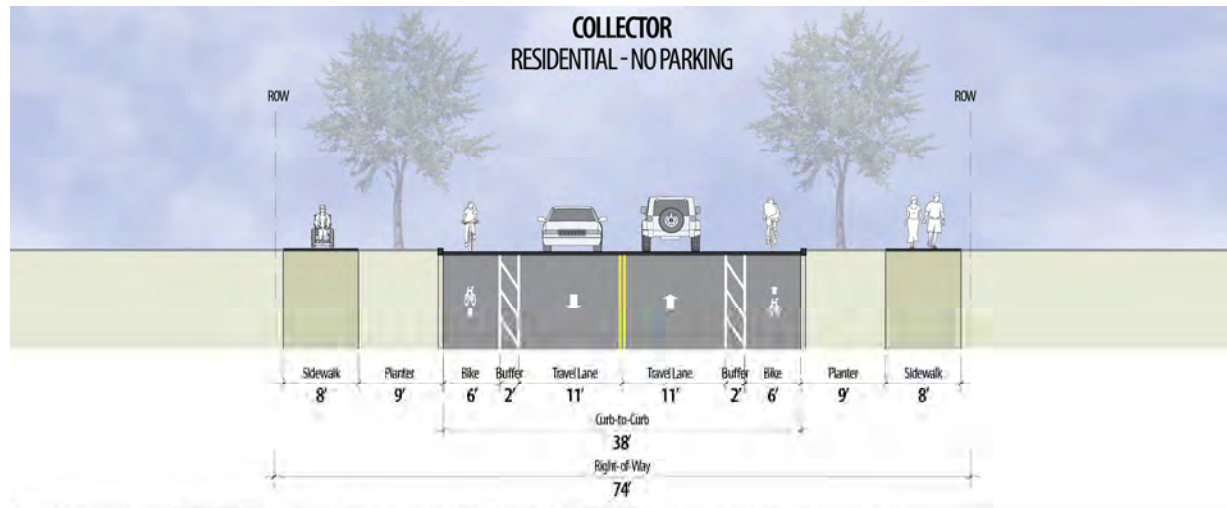 COLLECTOR
RESIDENTIAL - NO PARKING
ROW ROW
Sidewalk Planter Bike Buffer Travel Lane Travel Lane Buffer Bike Planter Sidewalk
8' 9' 6' 2' 11' 11' 2' 6' 9' 8'
Curb-to-Curb
38'
Right-of-Way
74'